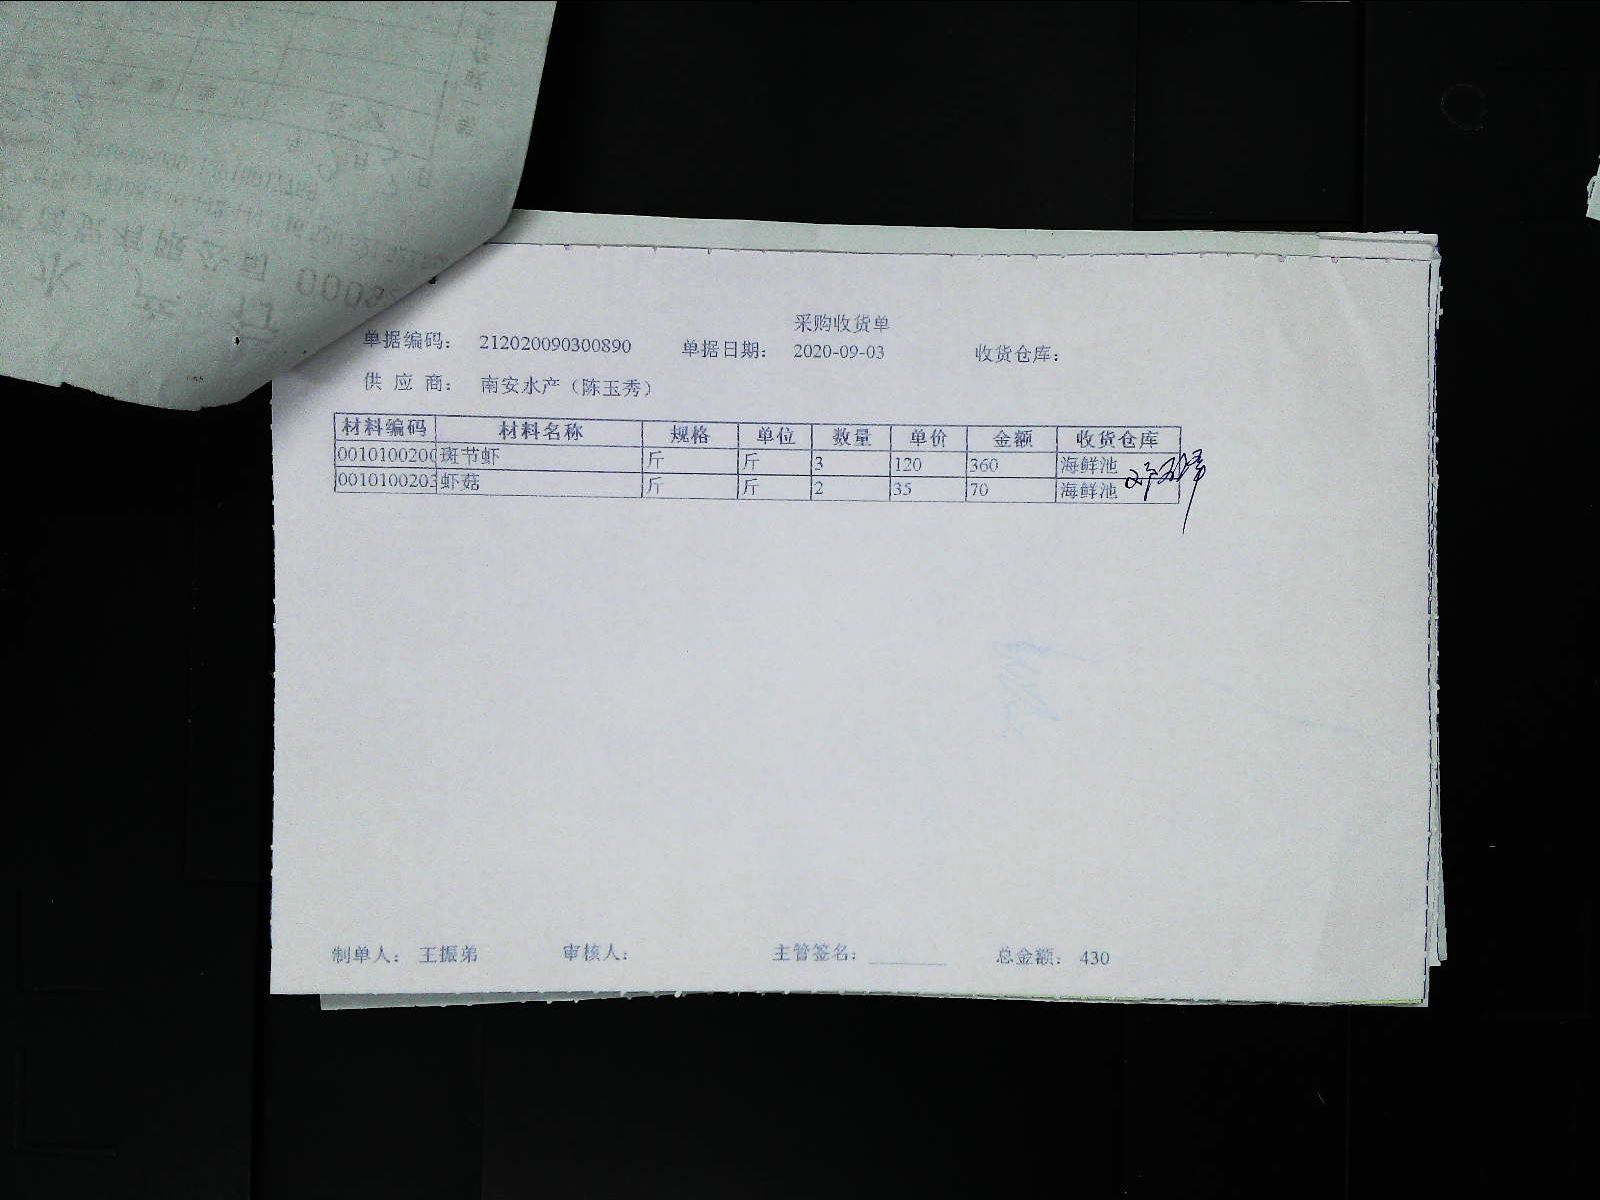 采购收货单
单据编码： 212020090300890 单据日期： 2020-09-03 收货仓库：
供 应 商： 南安水产（陈玉秀）
材料编码 材料名称 规格 单位 数量 单价 金额 收货仓库
0010100200 斑节虾 斤 斤 3 120 360 海鲜池
0010100203 虾菇 斤 斤 2 35 70 海鲜池
制单人： 王振弟 审核人： 主管签名： 总金额： 430